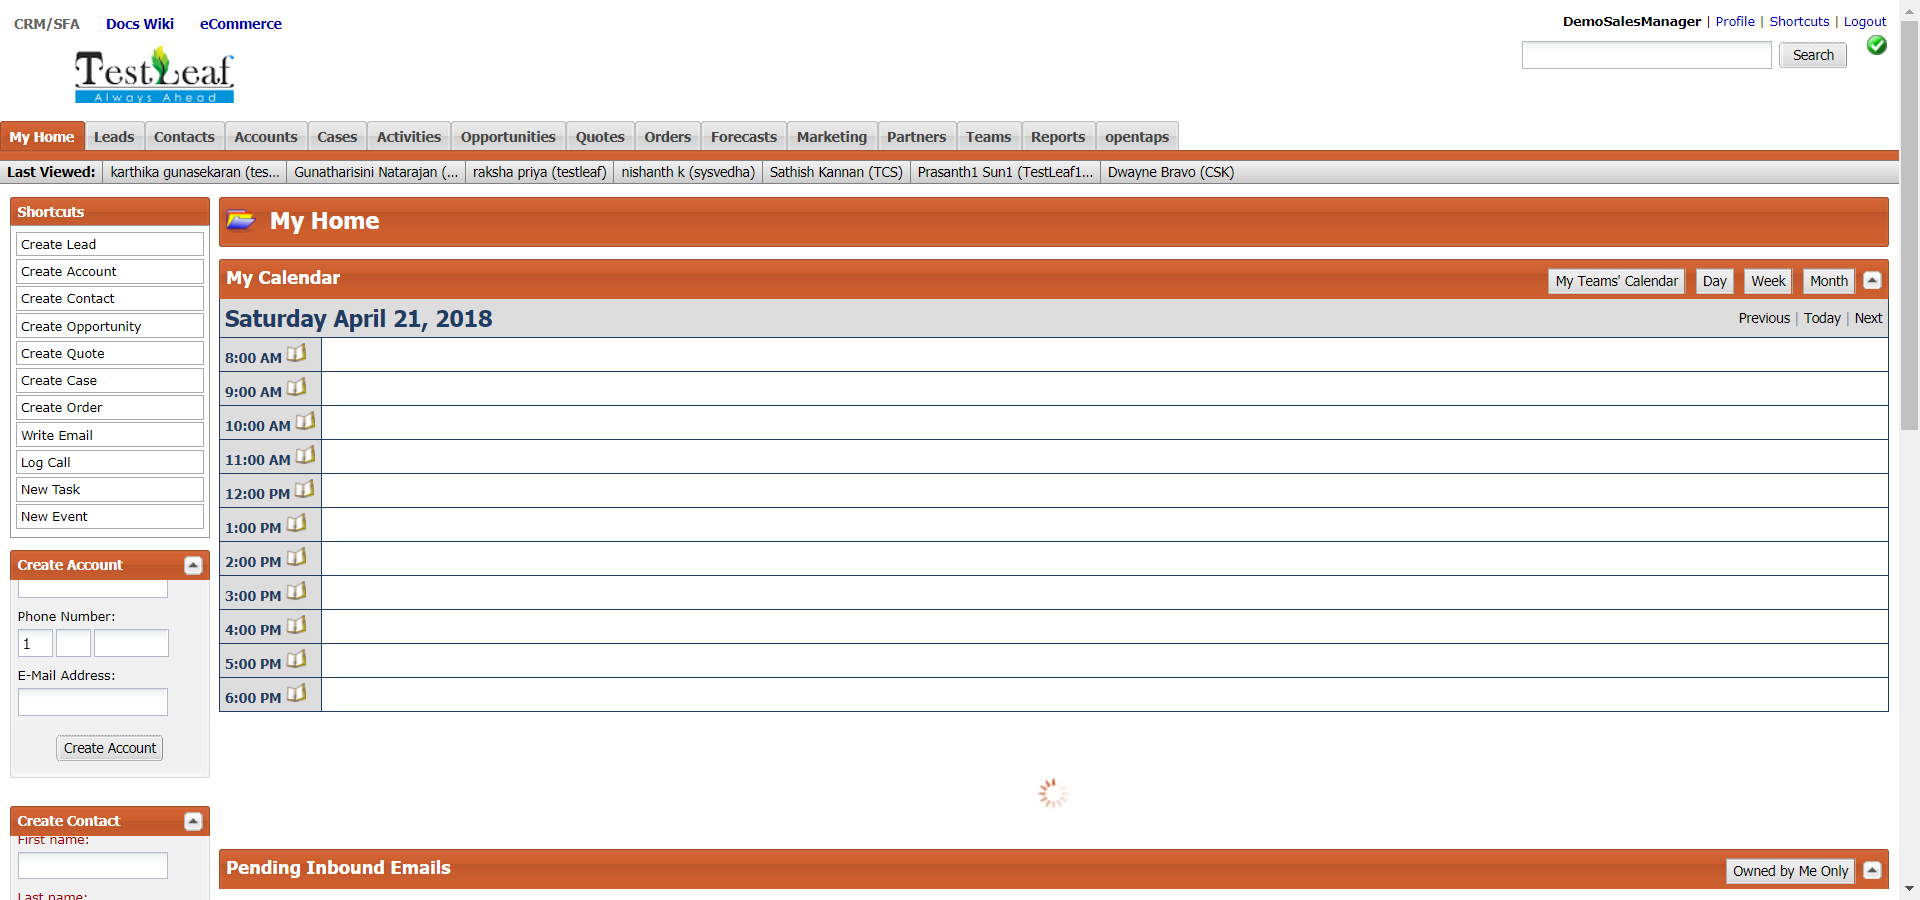 CRM/SFA Docs Wiki eCommerce
DemoSalesManager | Profile | Shortcuts | Logout
Search
TestLeaf
Always Ahead
My Home Leads Contacts Accounts Cases Activities Opportunities Quotes Orders Forecasts Marketing Partners Teams Reports opentaps
Last Viewed: karthika gunasekaran (tes... Gunatharisini Natarajan (... raksha priya (testleaf) nishanth k (sysvedha) Sathish Kannan (TCS) Prasanth1 Sun1 (TestLeaf1... Dwayne Bravo (CSK)
Shortcuts
Create Lead
Create Account
Create Contact
Create Opportunity
Create Quote
Create Case
Create Order
Write Email
Log Call
New Task
New Event
Create Account
Phone Number:
1
E-Mail Address:
Create Account
Create Contact
First name:
Last name:
My Home
My Calendar
My Teams' Calendar Day Week Month
Saturday April 21, 2018
Previous | Today | Next
8:00 AM
9:00 AM
10:00 AM
11:00 AM
12:00 PM
1:00 PM
2:00 PM
3:00 PM
4:00 PM
5:00 PM
6:00 PM
Pending Inbound Emails
Owned by Me Only